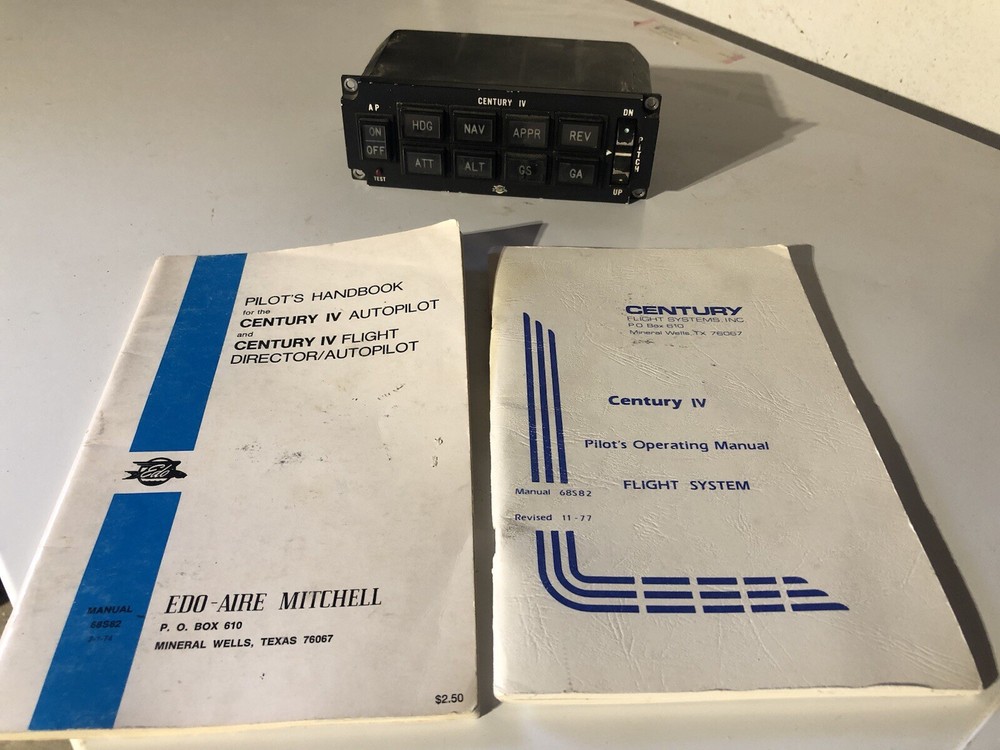 CENTURY IV
AP
ON
OFF
TEST
HDG
NAV
APPR
REV
ATT
ALT
GS
GA
DN
PITCH
UP
PILOT'S HANDBOOK
for the
CENTURY IV AUTOPILOT
and
CENTURY IV FLIGHT
DIRECTOR/AUTOPILOT
Edo
MANUAL
68S82
EDO-AIRE MITCHELL
P. O. BOX 610
MINERAL WELLS, TEXAS 76067
$2.50
CENTURY
FLIGHT SYSTEMS, INC
P.O. Box 610
Mineral Wells, TX 76067
Century IV
Pilot's Operating Manual
FLIGHT SYSTEM
Manual 68S82
Revised 11-77